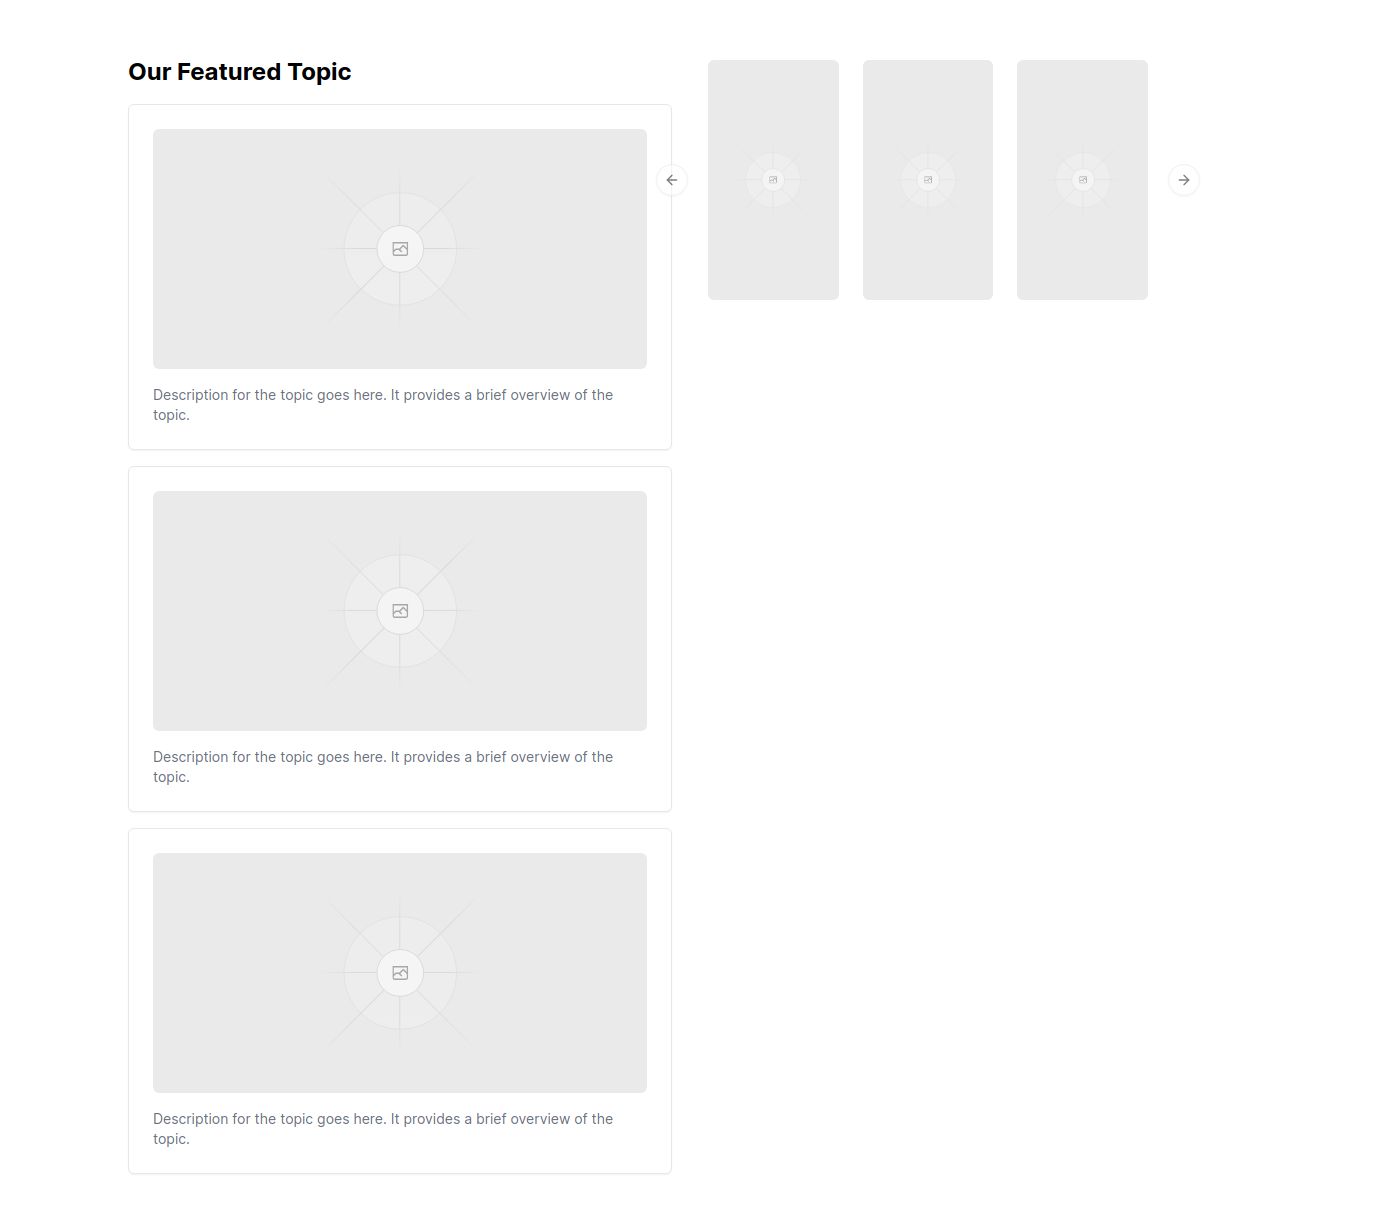 Our Featured Topic
Description for the topic goes here. It provides a brief overview of the
topic.
Description for the topic goes here. It provides a brief overview of the
topic.
Description for the topic goes here. It provides a brief overview of the
topic.